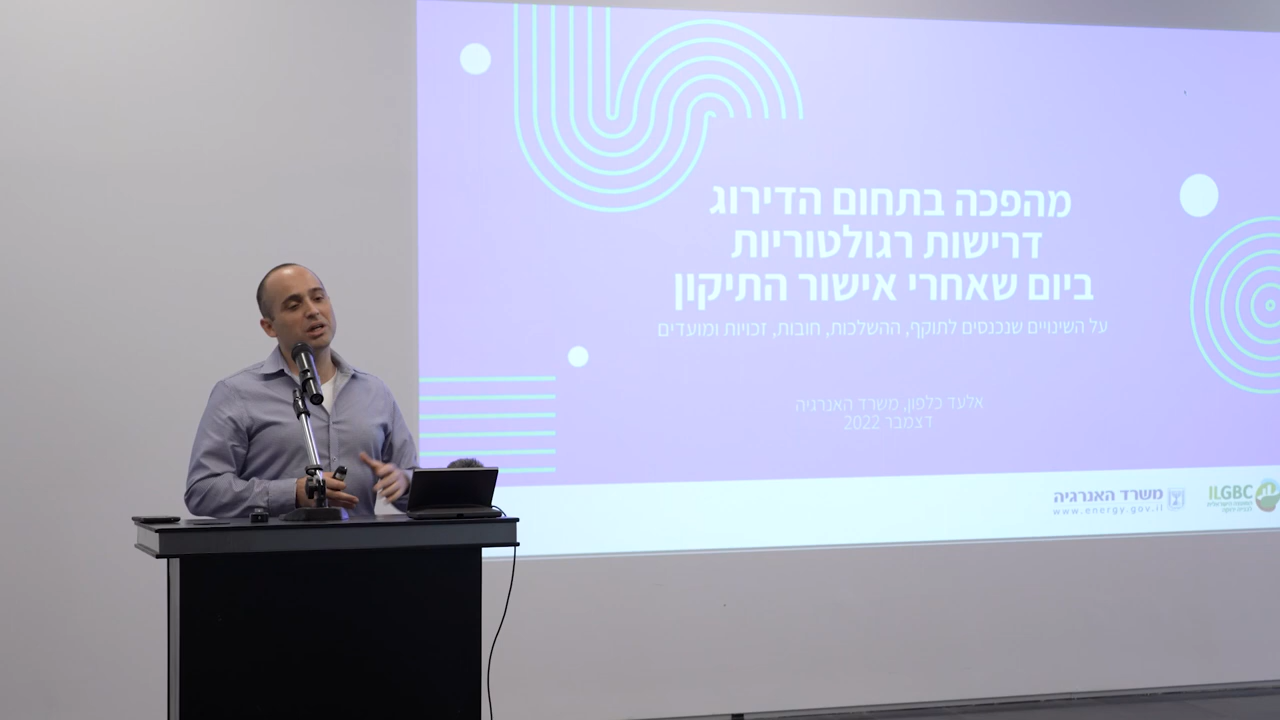 מהפכה בתחום הדירוג
דרישות רגולטוריות
ביום שאחרי אישור התיקון
על השינויים שנכנסים לתוקף, ההשלכות, חובות, זכויות ומועדים
אלעד כלפון, משרד האנרגיה
דצמבר 2022
משרד האנרגיה
www.energy.gov.il
ILGBC